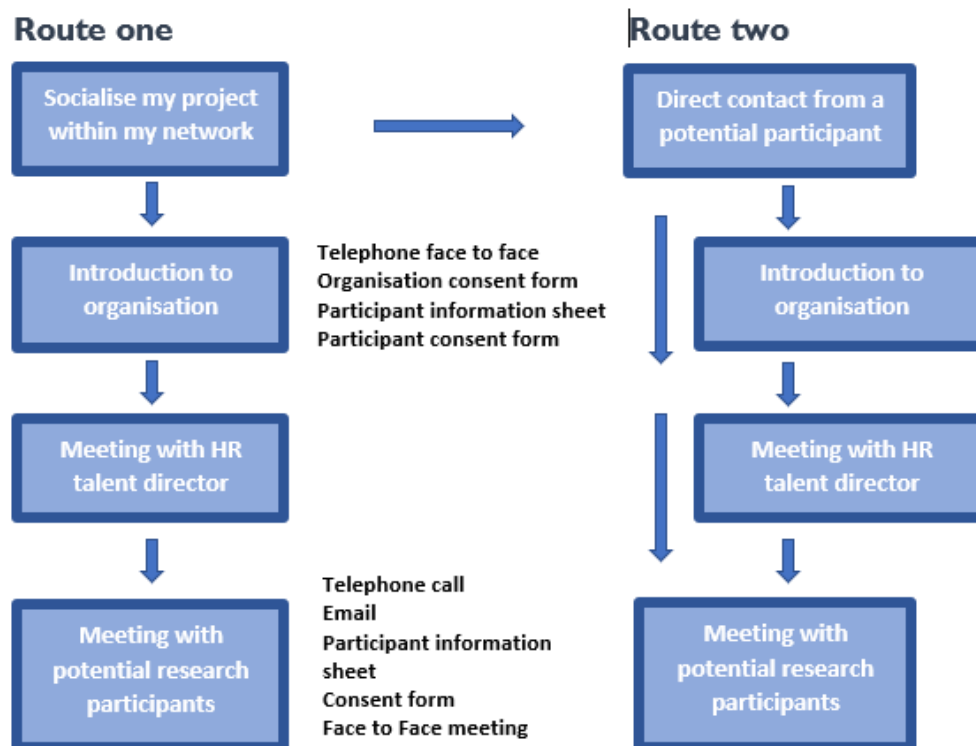 Route one
Route two
Socialise my project
within my network
Direct contact from a
potential participant
Introduction to
organisation
Telephone face to face
Organisation consent form
Participant information sheet
Participant consent form
Introduction to
organisation
Meeting with HR
talent director
Meeting with HR
talent director
Meeting with
potential research
participants
Telephone call
Email
Participant information
sheet
Consent form
Face to Face meeting
Meeting with
potential research
participants